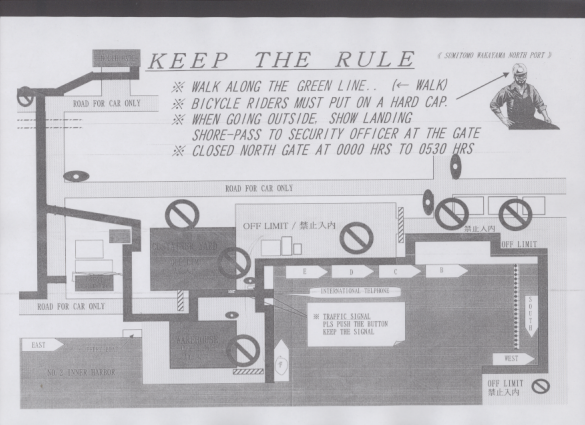 KEEP THE RULE
《 SUMITOMO WAKAYAMA NORTH PORT 》
※ WALK ALONG THE GREEN LINE.. (← WALK)
※ BICYCLE RIDERS MUST PUT ON A HARD CAP.
※ WHEN GOING OUTSIDE. SHOW LANDING
SHORE-PASS TO SECURITY OFFICER AT THE GATE
※ CLOSED NORTH GATE AT 0000 HRS TO 0530 HRS
ROAD FOR CAR ONLY
ROAD FOR CAR ONLY
OFF LIMIT / 禁止入内
禁止入内
OFF LIMIT
E
D
C
B
INTERNATIONAL TELPHONE
※ TRAFFIC SIGNAL
PLS PUSH THE BUTTON
KEEP THE SIGNAL
SOUTH
ROAD FOR CAR ONLY
EAST
WEST
NO.2 INNER HARBOR
OFF LIMIT
禁止入内